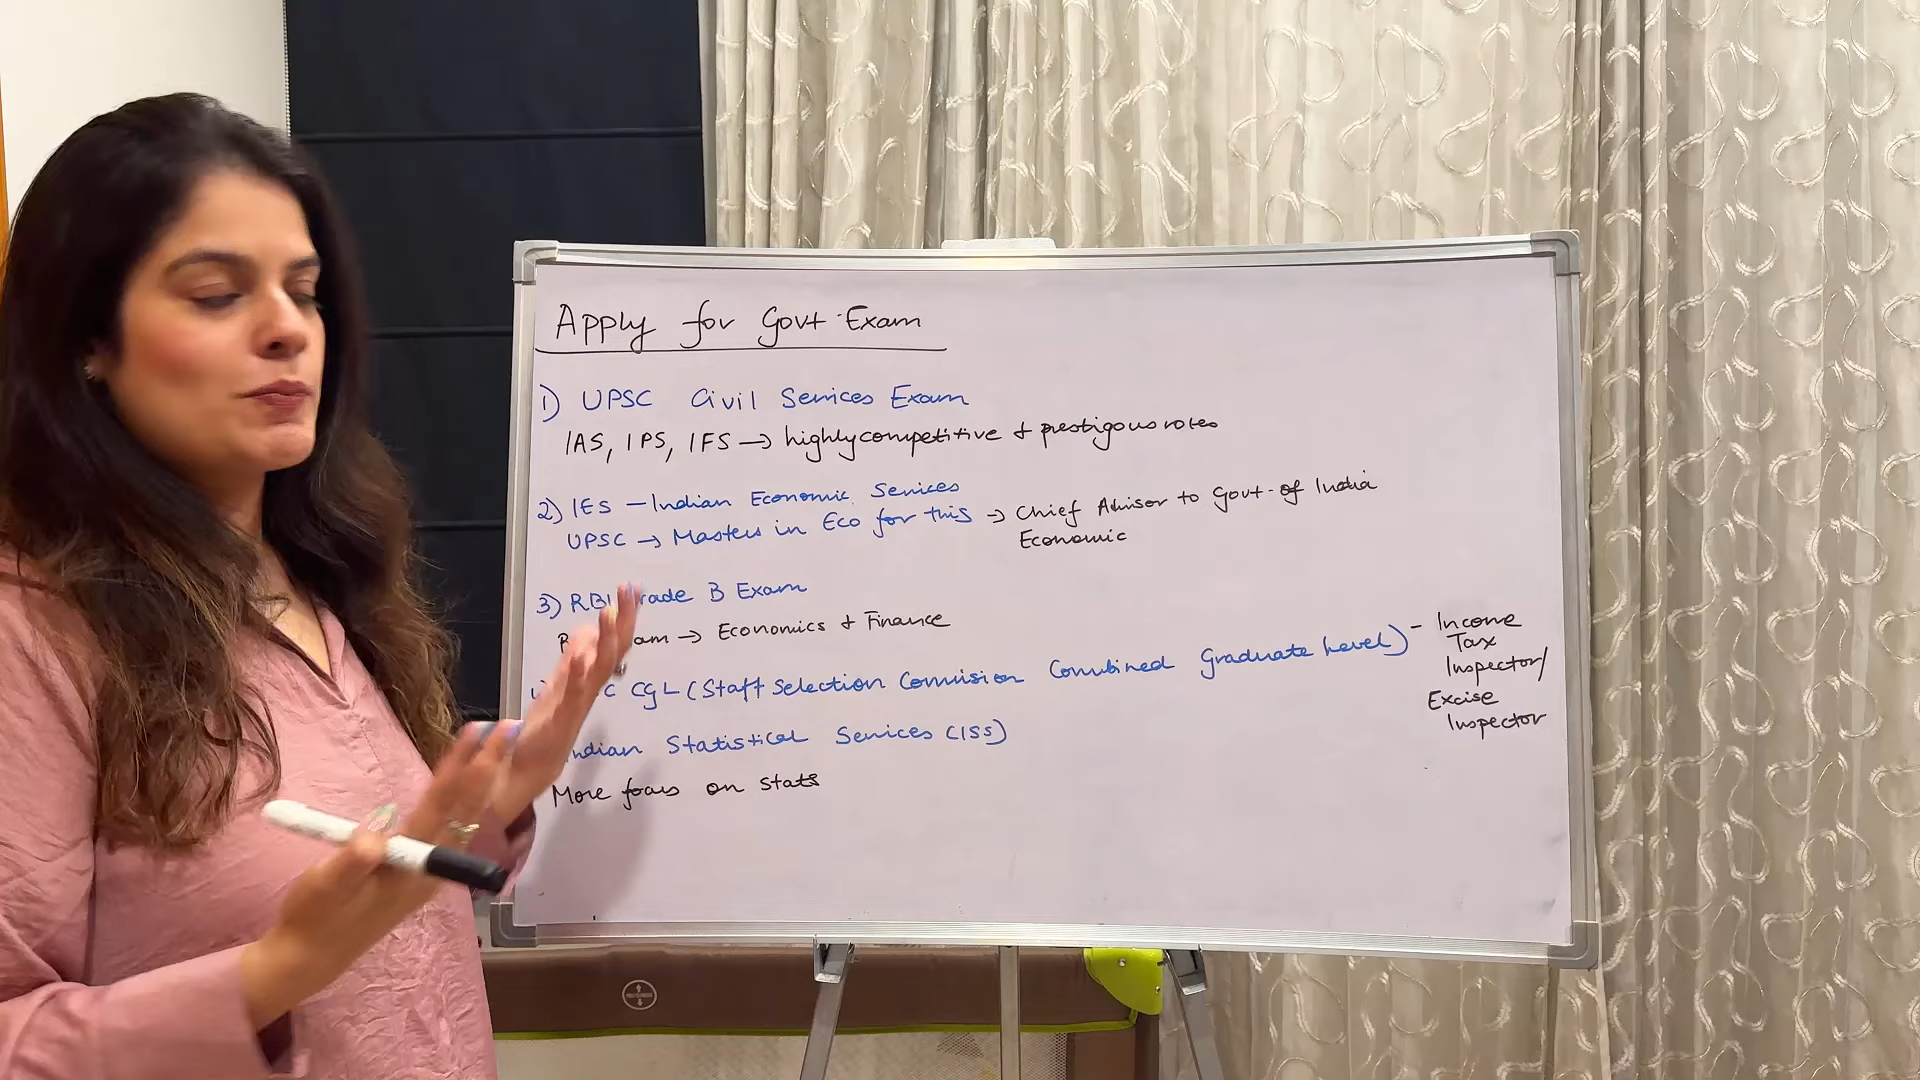 Apply for Govt Exam
1) UPSC Civil Services Exam
IAS, IPS, IFS → highly competitive + prestigous roles
2) IES - Indian Economic Services
UPSC → Masters in Eco for this → Chief Advisor to Govt. of India
Economic
3) RBI Grade B Exam
→ Economics + Finance
CGL (Staff Selection Commision Combined Graduate Level) - Income
Tax
Inspector/
Excise
Inspector
Indian Statistical Services (ISS)
More focus on stats